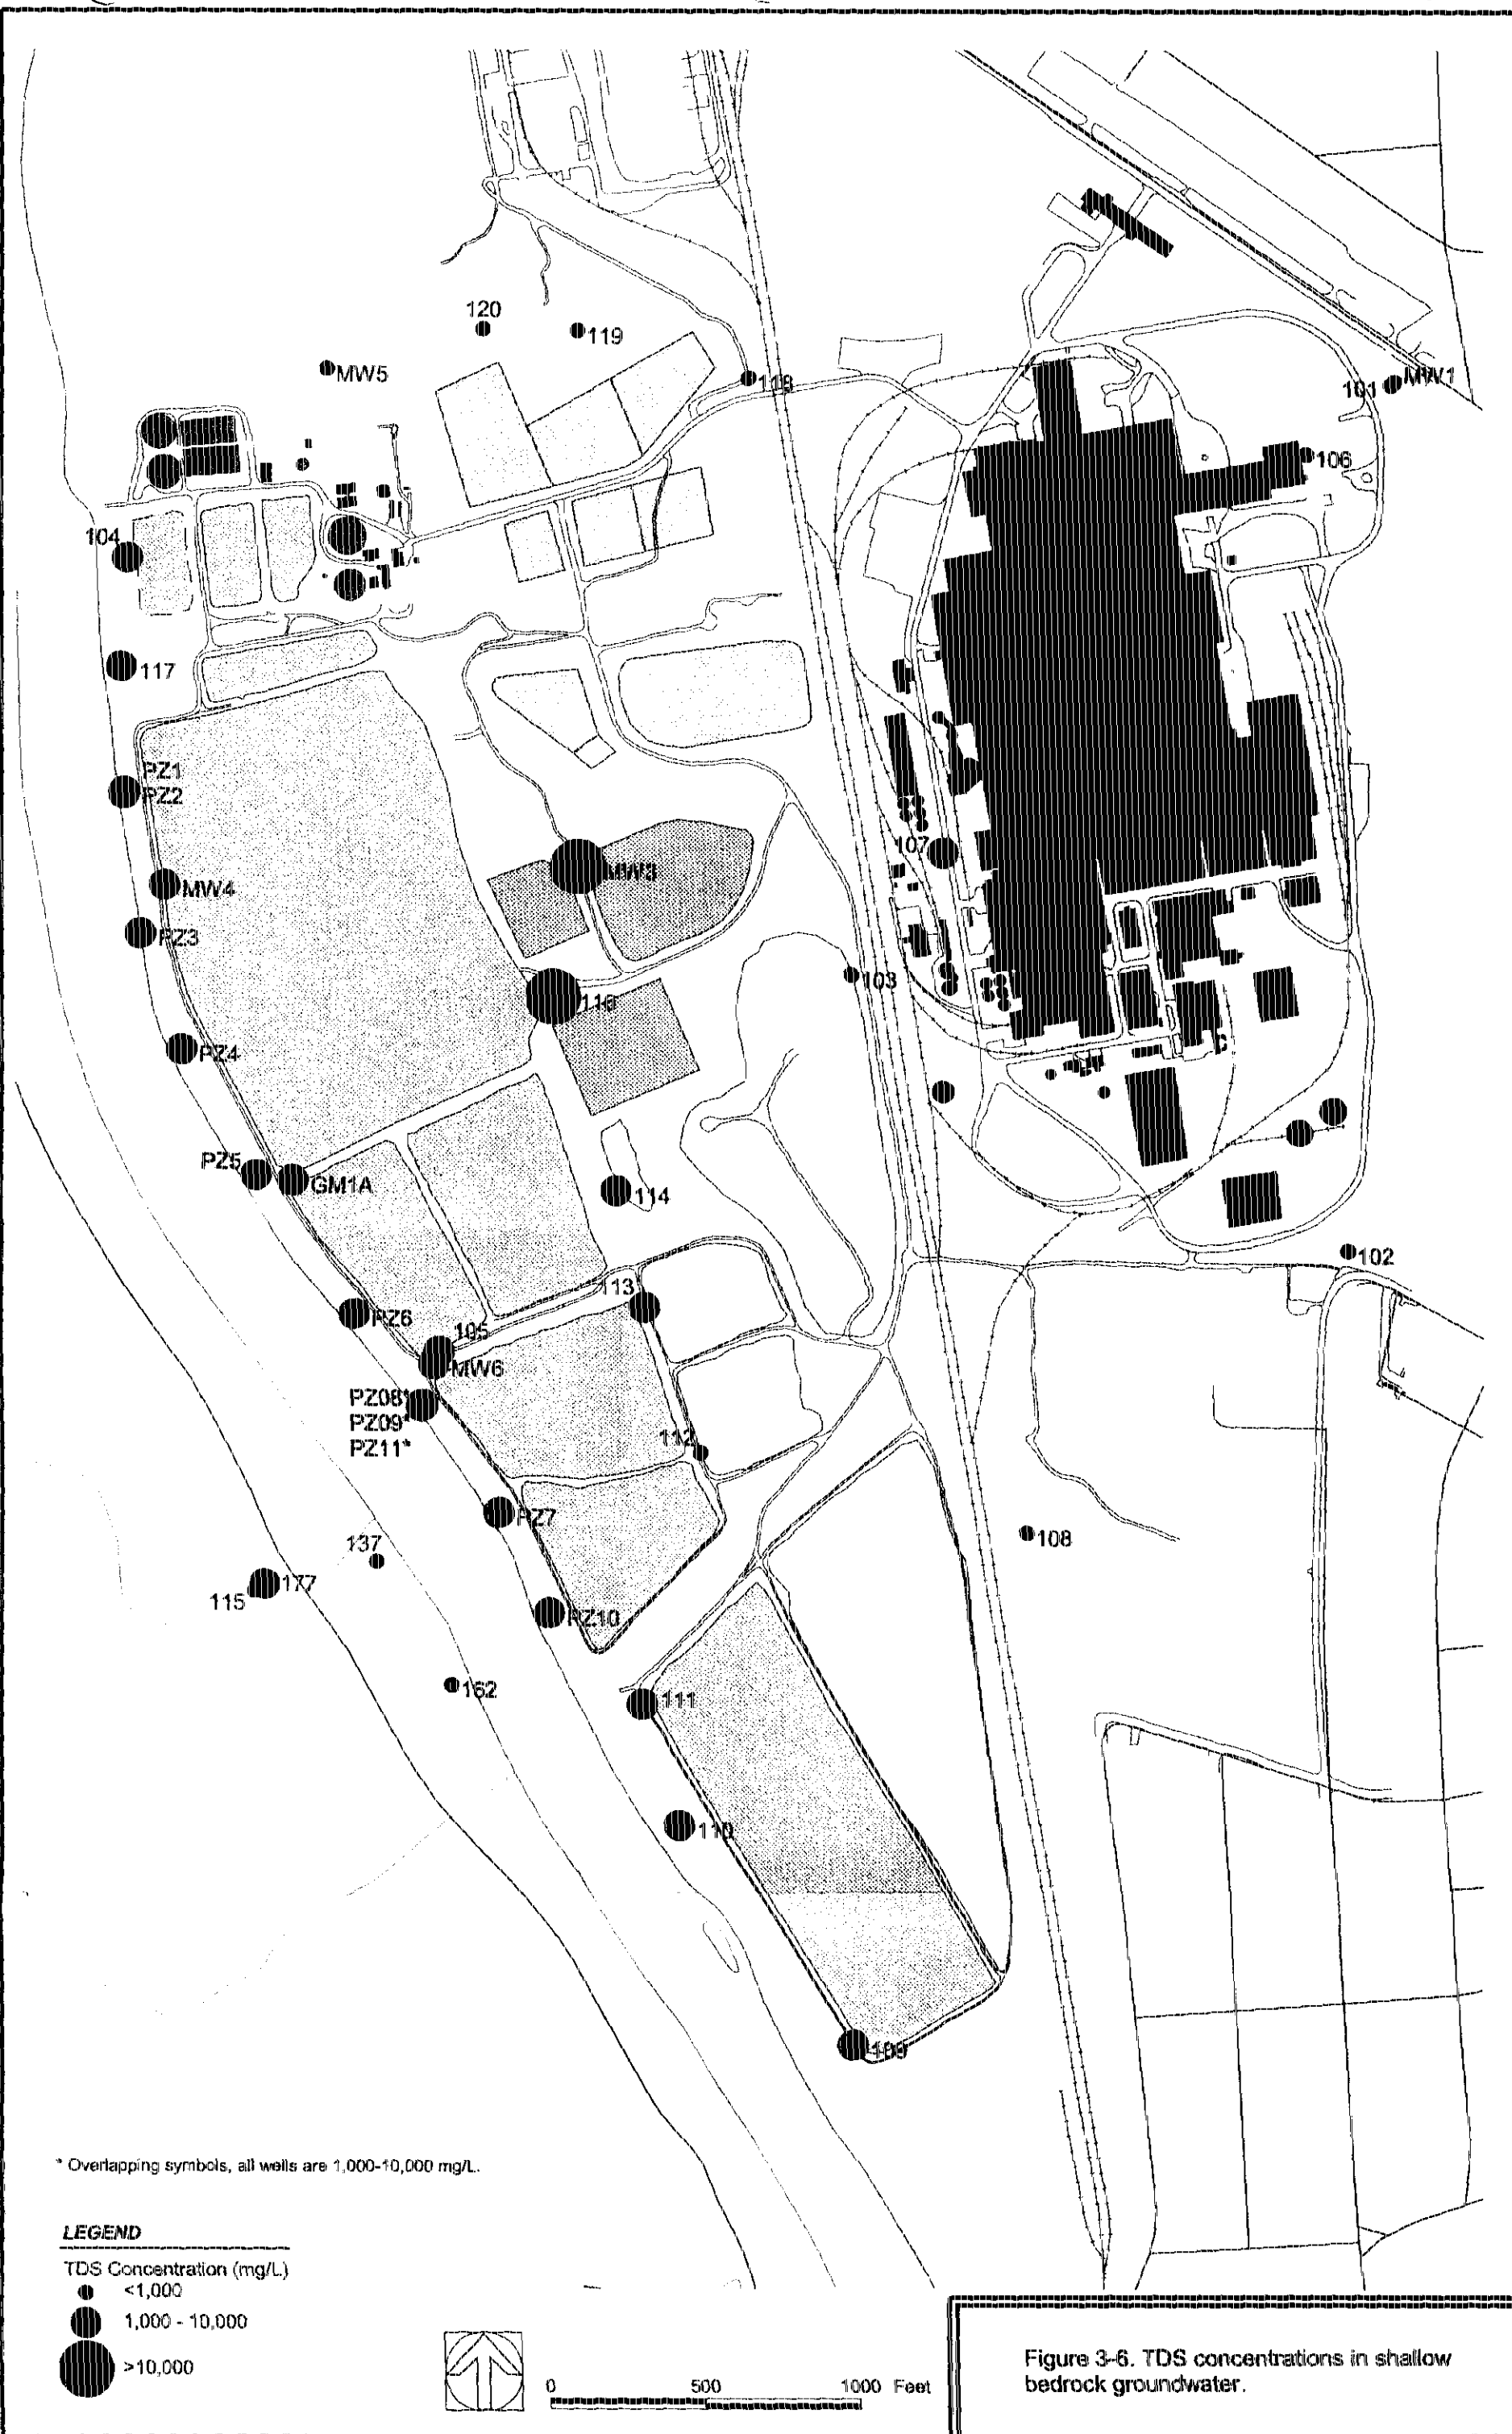 120
119
MW5
118
101
MW1
106
104
117
PZ1
PZ2
107
MW3
MW4
PZ3
103
116
PZ4
PZ5
GM1A
114
102
113
PZ6
105
MW6
PZ08*
PZ09*
PZ11*
112
PZ7
108
137
177
115
PZ10
162
111
110
109
* Overlapping symbols, all wells are 1,000-10,000 mg/L.
LEGEND
TDS Concentration (mg/L)
<1,000
1,000 - 10,000
>10,000
0 500 1000 Feet
Figure 3-6. TDS concentrations in shallow
bedrock groundwater.